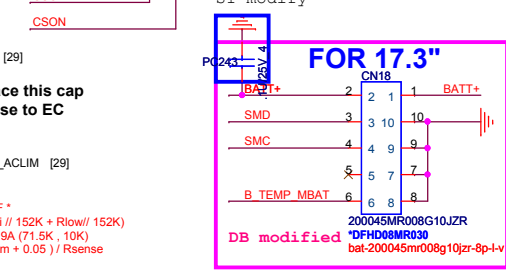 SI modify
CSON
[29]
PC243
.1U/25V_4
FOR 17.3"
CN18
BATT+ 2 2 1 1 BATT+
ace this cap
se to EC
SMD 3 3 10 10
SMC 4 4 9 9
_ACLIM [29]
5 5 7 7
B_TEMP_MBAT 6 6 8 8
F *
i // 152K + Rlow// 152K)
9A (71.5K , 10K)
m + 0.05 ) / Rsense
200045MR008G10JZR
DB modified *DFHD08MR030
bat-200045mr008g10jzr-8p-l-v